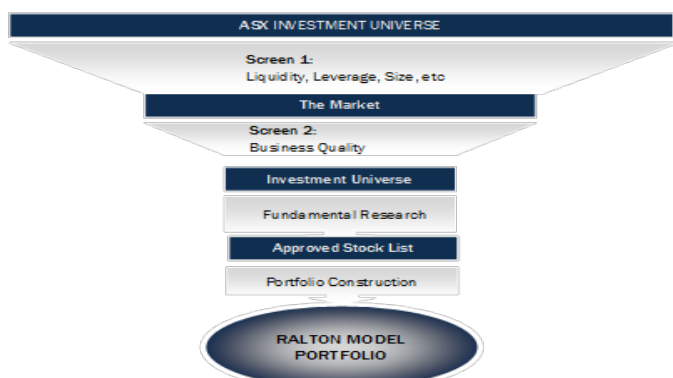 ASX INVESTMENT UNIVERSE
Screen 1:
Liquidity, Leverage, Size, etc
The Market
Screen 2:
Business Quality
Investment Universe
Fundamental Research
Approved Stock List
Portfolio Construction
RALTON MODEL
PORTFOLIO